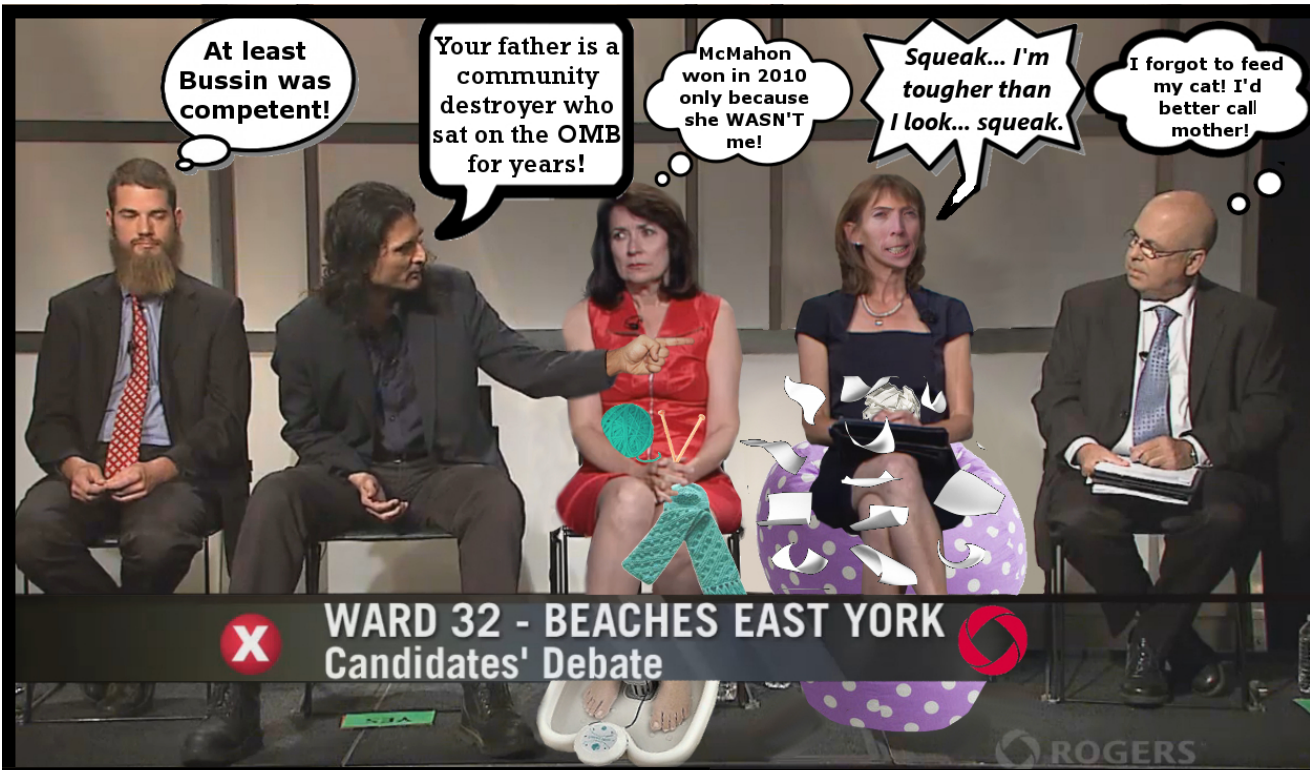 At least
Bussin was
competent!
Your father is a
community
destroyer who
sat on the OMB
for years!
McMahon
won in 2010
only because
she WASN'T
me!
Squeak... I'm
tougher than
I look... squeak.
I forgot to feed
my cat! I'd
better call
mother!
X
WARD 32 - BEACHES EAST YORK
Candidates' Debate
YES
ROGERS